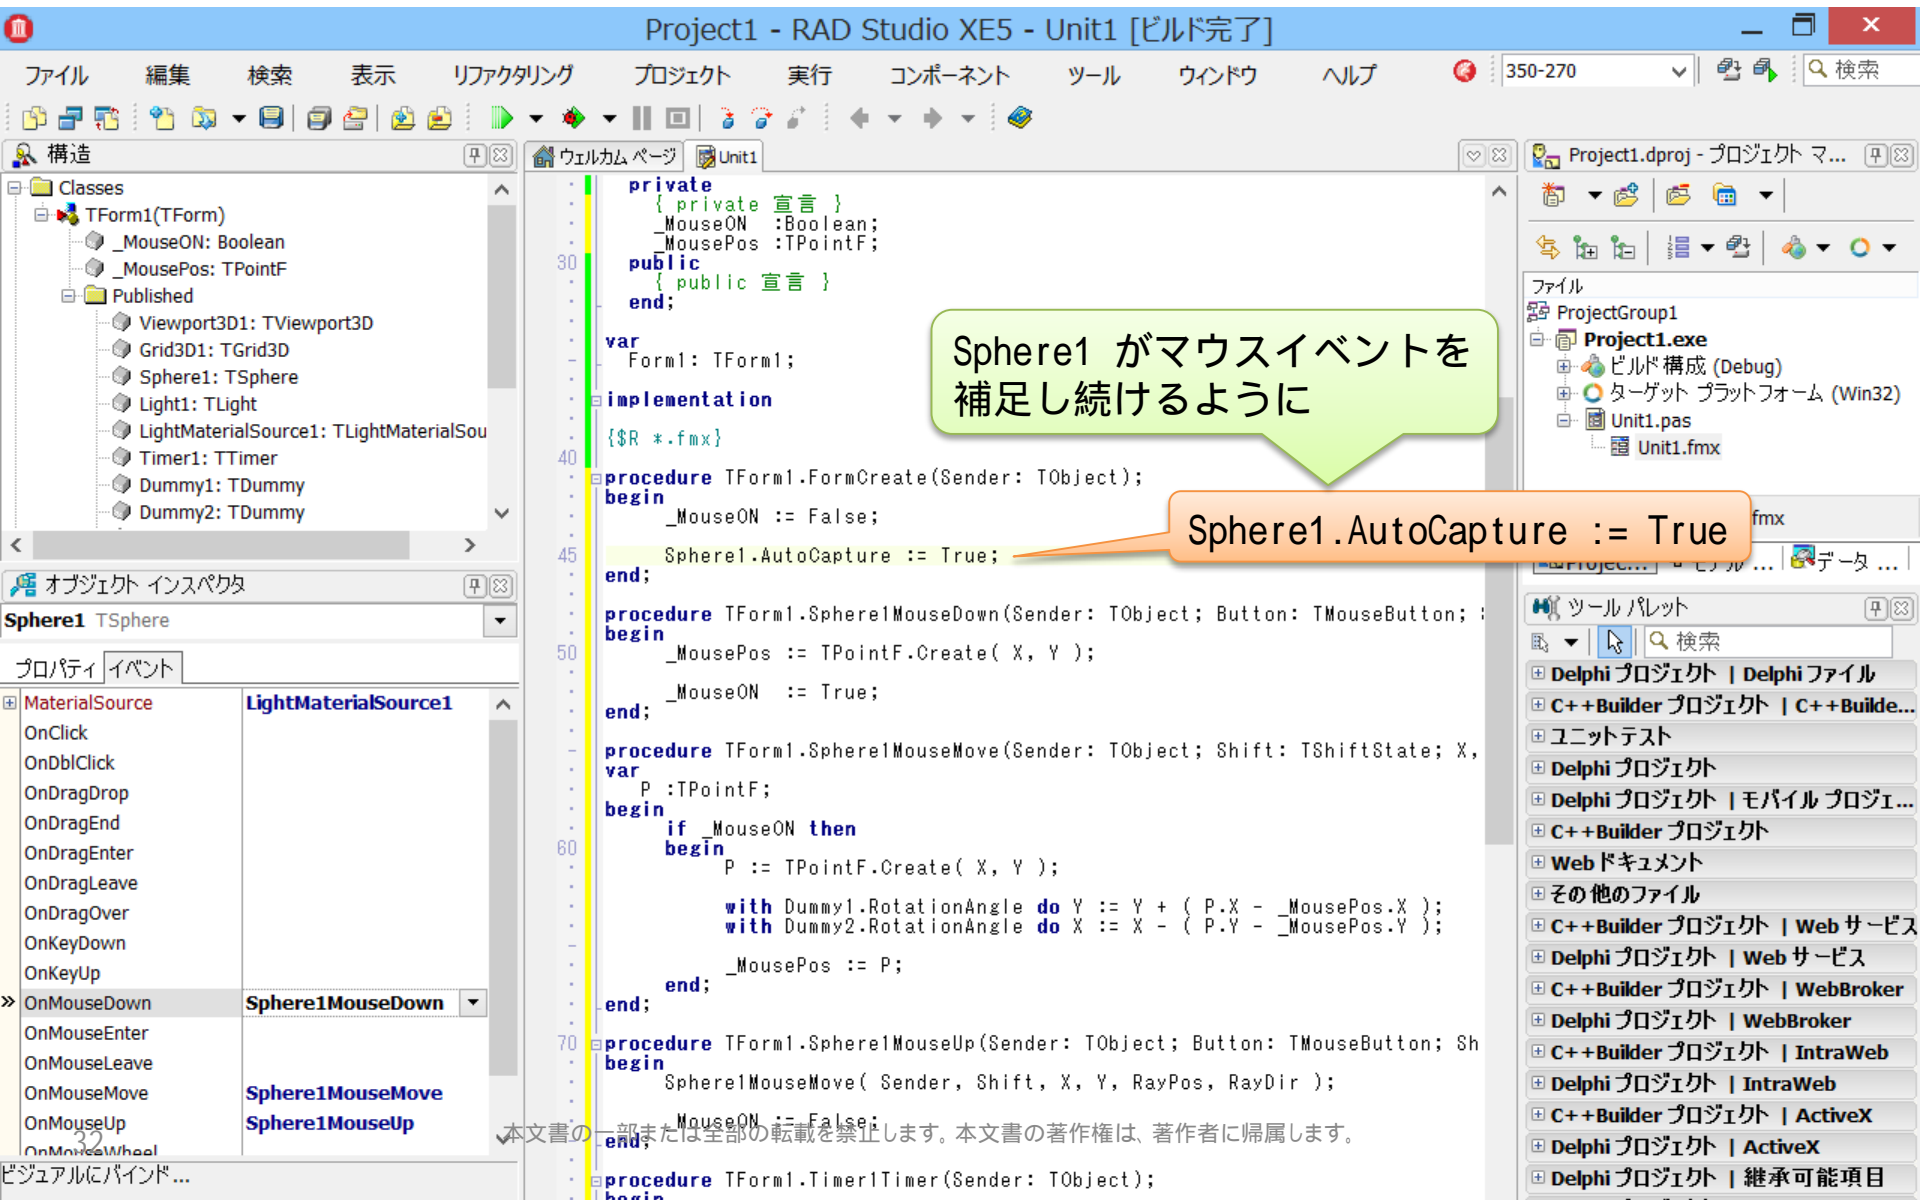 Project1 - RAD Studio XE5 - Unit1 [ビルド完了]
ファイル 編集 検索 表示 リファクタリング プロジェクト 実行 コンポーネント ツール ウィンドウ ヘルプ 350-270 検索
構造
Classes
TForm1(TForm)
_MouseON: Boolean
_MousePos: TPointF
Published
Viewport3D1: TViewport3D
Grid3D1: TGrid3D
Sphere1: TSphere
Light1: TLight
LightMaterialSource1: TLightMaterialSou
Timer1: TTimer
Dummy1: TDummy
Dummy2: TDummy
オブジェクト インスペクタ
Sphere1 TSphere
プロパティ イベント
MaterialSource LightMaterialSource1
OnClick
OnDblClick
OnDragDrop
OnDragEnd
OnDragEnter
OnDragLeave
OnDragOver
OnKeyDown
OnKeyUp
OnMouseDown Sphere1MouseDown
OnMouseEnter
OnMouseLeave
OnMouseMove Sphere1MouseMove
OnMouseUp Sphere1MouseUp
OnMouseWheel
ビジュアルにバインド...
32
ウェルカム ページ Unit1
private
{ private 宣言 }
_MouseON :Boolean;
_MousePos :TPointF;
30 public
{ public 宣言 }
end;
var
Form1: TForm1;
implementation
{$R *.fmx}
40
procedure TForm1.FormCreate(Sender: TObject);
begin
_MouseON := False;
45 Sphere1.AutoCapture := True;
end;
procedure TForm1.Sphere1MouseDown(Sender: TObject; Button: TMouseButton;
begin
50 _MousePos := TPointF.Create( X, Y );
_MouseON := True;
end;
procedure TForm1.Sphere1MouseMove(Sender: TObject; Shift: TShiftState; X,
var
P :TPointF;
begin
if _MouseON then
60 begin
P := TPointF.Create( X, Y );
with Dummy1.RotationAngle do Y := Y + ( P.X - _MousePos.X );
with Dummy2.RotationAngle do X := X - ( P.Y - _MousePos.Y );
_MousePos := P;
end;
end;
70 procedure TForm1.Sphere1MouseUp(Sender: TObject; Button: TMouseButton; Sh
begin
Sphere1MouseMove( Sender, Shift, X, Y, RayPos, RayDir );
_MouseON := False;
end;
procedure TForm1.Timer1Timer(Sender: TObject);
begin
本文書の一部または全部の転載を禁止します。本文書の著作権は、著作者に帰属します。
Sphere1 がマウスイベントを
補足し続けるように
Sphere1.AutoCapture := True
Project1.dproj - プロジェクト マ...
ファイル
ProjectGroup1
Project1.exe
ビルド構成 (Debug)
ターゲット プラットフォーム (Win32)
Unit1.pas
Unit1.fmx
fmx
Projec... モデル ... データ ...
ツール パレット
検索
Delphi プロジェクト | Delphi ファイル
C++Builder プロジェクト | C++Builde...
ユニットテスト
Delphi プロジェクト
Delphi プロジェクト | モバイル プロジェ...
C++Builder プロジェクト
Web ドキュメント
その他のファイル
C++Builder プロジェクト | Web サービス
Delphi プロジェクト | Web サービス
C++Builder プロジェクト | WebBroker
Delphi プロジェクト | WebBroker
C++Builder プロジェクト | IntraWeb
Delphi プロジェクト | IntraWeb
C++Builder プロジェクト | ActiveX
Delphi プロジェクト | ActiveX
Delphi プロジェクト | 継承可能項目